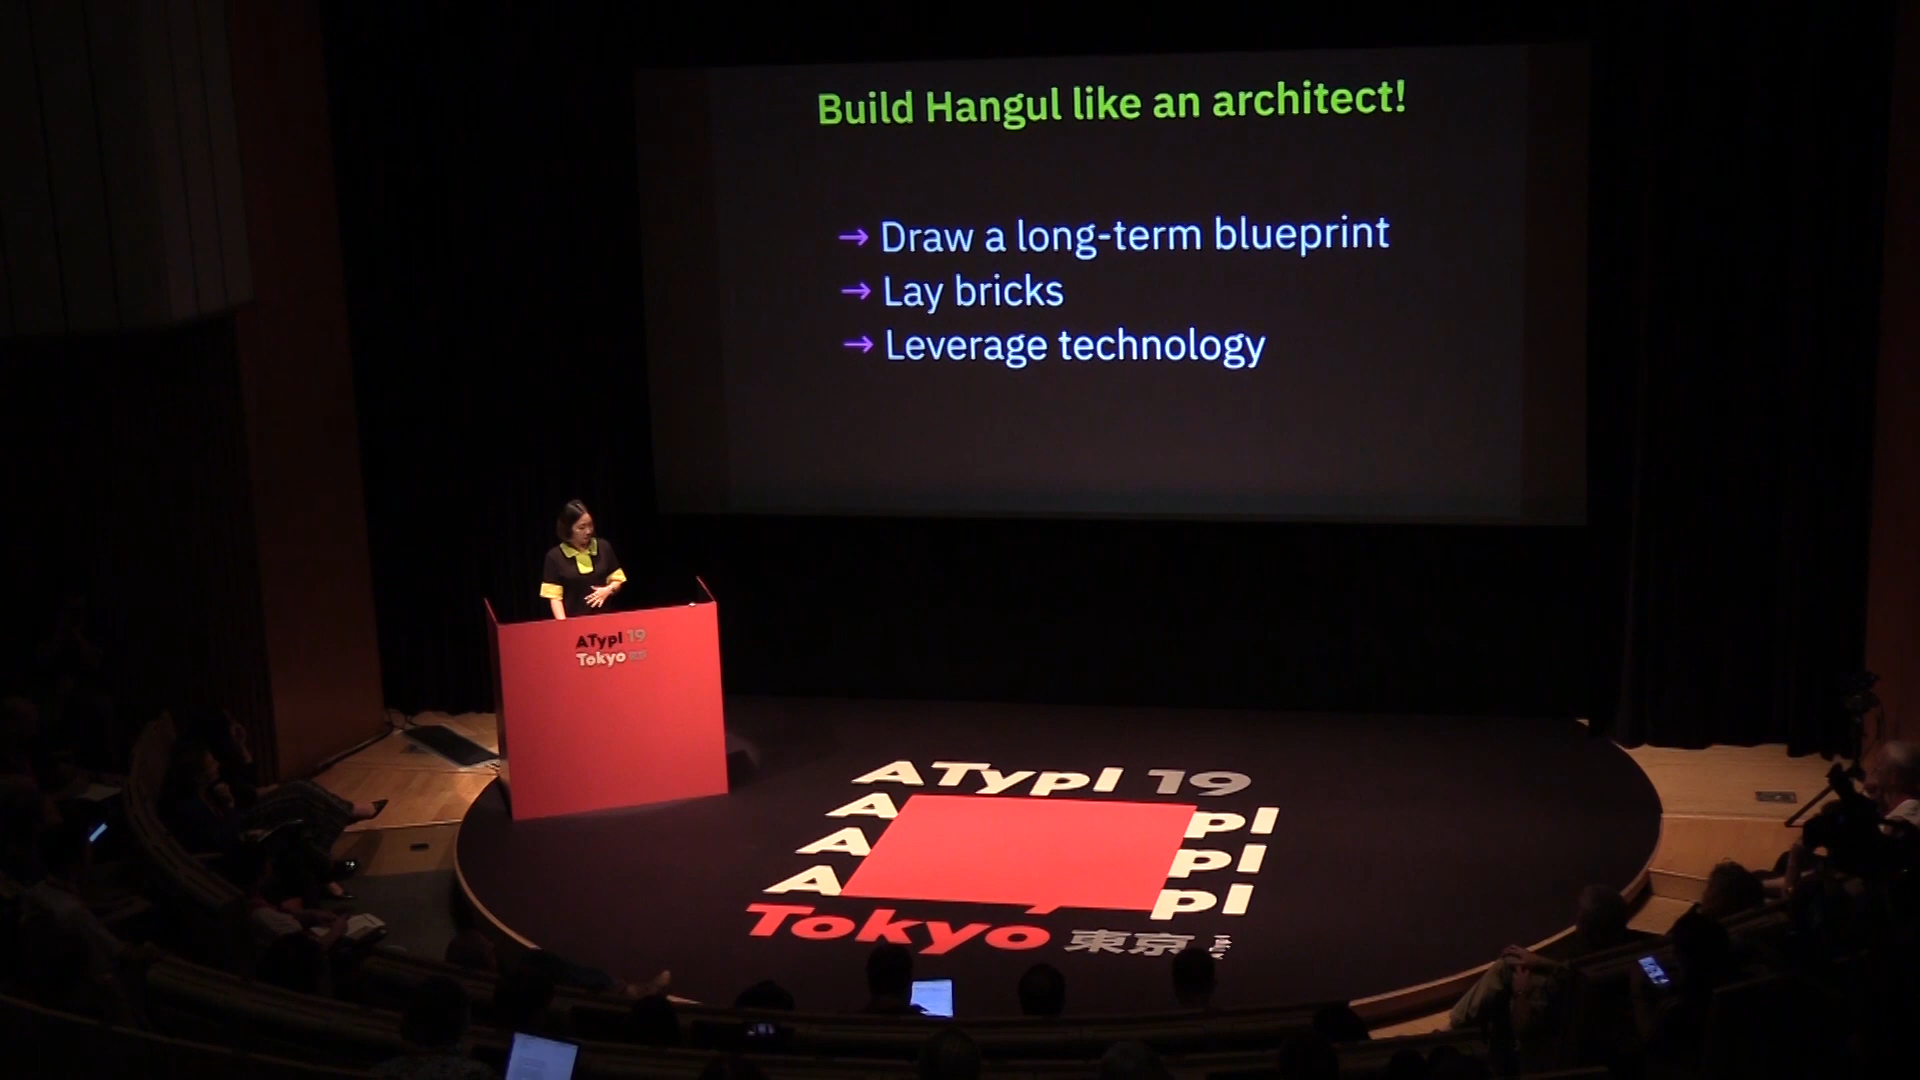 Build Hangul like an architect!
→ Draw a long-term blueprint
→ Lay bricks
→ Leverage technology
ATypI 19
Tokyo
ATypI 19
A pI
A pI
A pI
Tokyo 東京